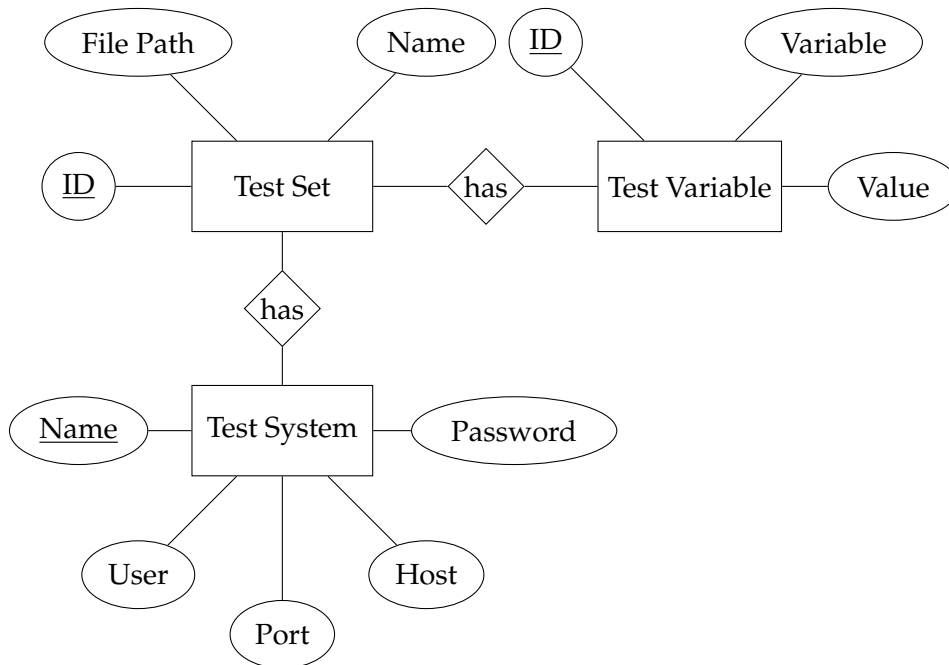 File Path
Name
ID
Variable
ID
Test Set
has
Test Variable
Value
has
Name
Test System
Password
User
Host
Port